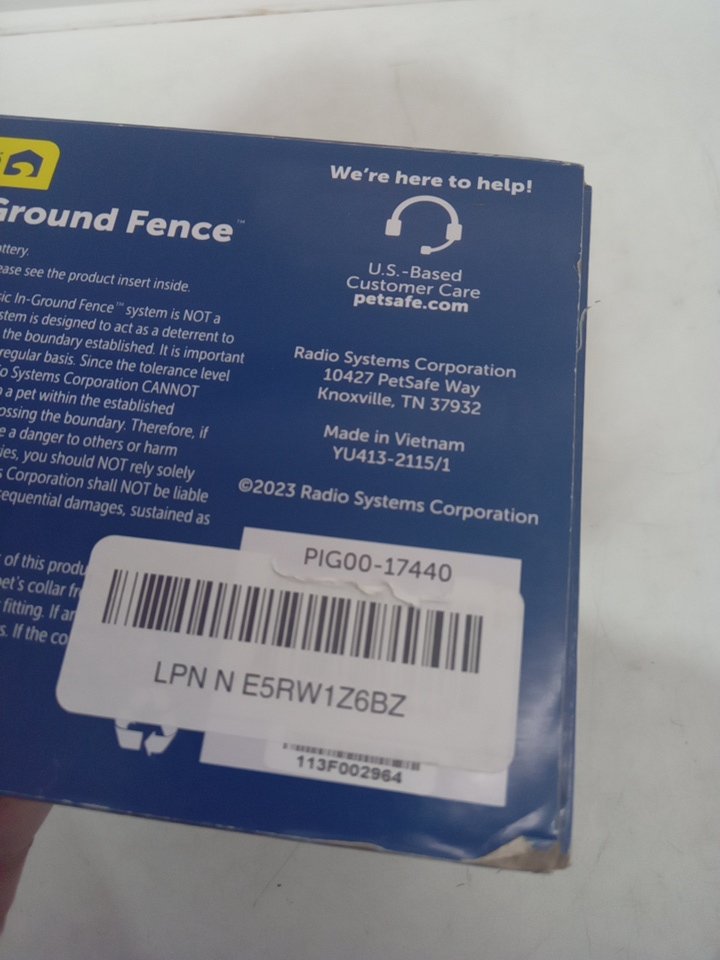 Ground Fence™
ease see the product insert inside.
ic In-Ground Fence™ system is NOT a
stem is designed to act as a deterrent to
the boundary established. It is important
regular basis. Since the tolerance level
o Systems Corporation CANNOT
a pet within the established
ossing the boundary. Therefore, if
e a danger to others or harm
ies, you should NOT rely solely
s Corporation shall NOT be liable
sequential damages, sustained as
of this produ
et's collar fr
fitting. If ar
s. If the co
We're here to help!
U.S.-Based
Customer Care
petsafe.com
Radio Systems Corporation
10427 PetSafe Way
Knoxville, TN 37932
Made in Vietnam
YU413-2115/1
©2023 Radio Systems Corporation
PIG00-17440
LPN N E5RW1Z6BZ
113F002964